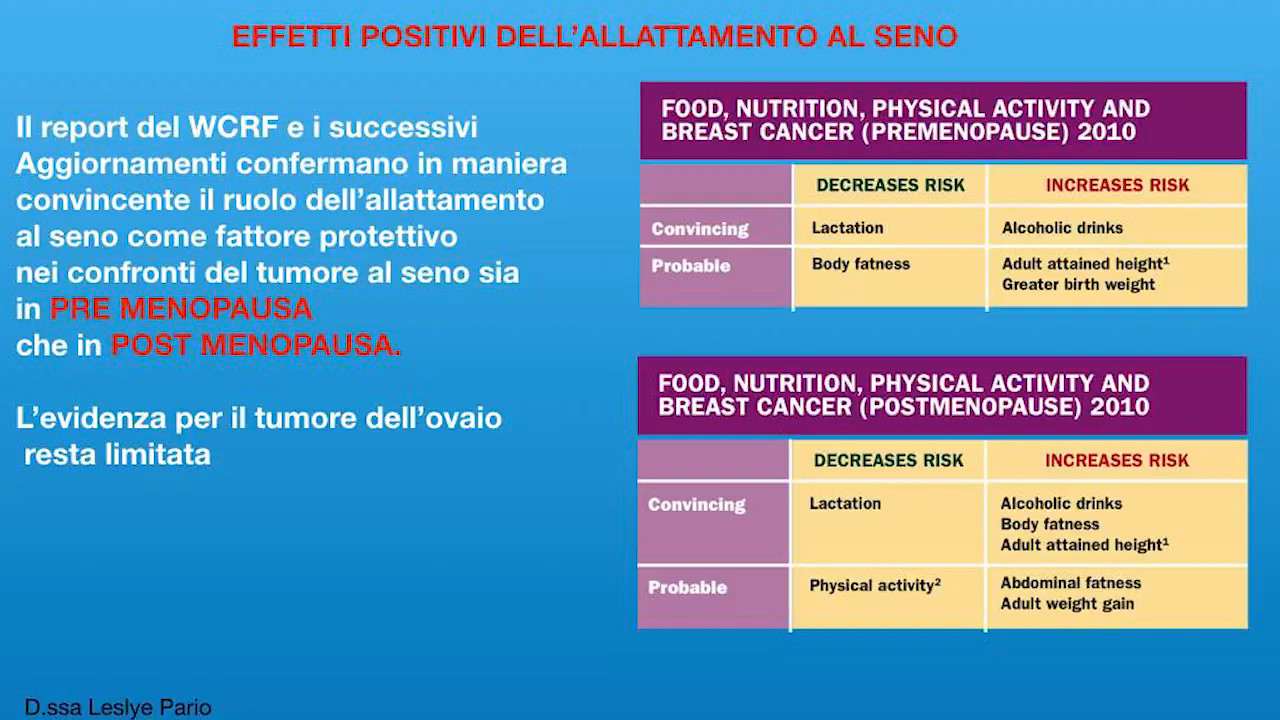 EFFETTI POSITIVI DELL'ALLATTAMENTO AL SENO
Il report del WCRF e i successivi
Aggiornamenti confermano in maniera
convincente il ruolo dell'allattamento
al seno come fattore protettivo
nei confronti del tumore al seno sia
in PRE MENOPAUSA
che in POST MENOPAUSA.
L'evidenza per il tumore dell'ovaio
resta limitata
FOOD, NUTRITION, PHYSICAL ACTIVITY AND
BREAST CANCER (PREMENOPAUSE) 2010
DECREASES RISK INCREASES RISK
Convincing Lactation Alcoholic drinks
Probable Body fatness Adult attained height¹
Greater birth weight
FOOD, NUTRITION, PHYSICAL ACTIVITY AND
BREAST CANCER (POSTMENOPAUSE) 2010
DECREASES RISK INCREASES RISK
Convincing Lactation Alcoholic drinks
Body fatness
Adult attained height¹
Probable Physical activity² Abdominal fatness
Adult weight gain
D.ssa Leslye Pario